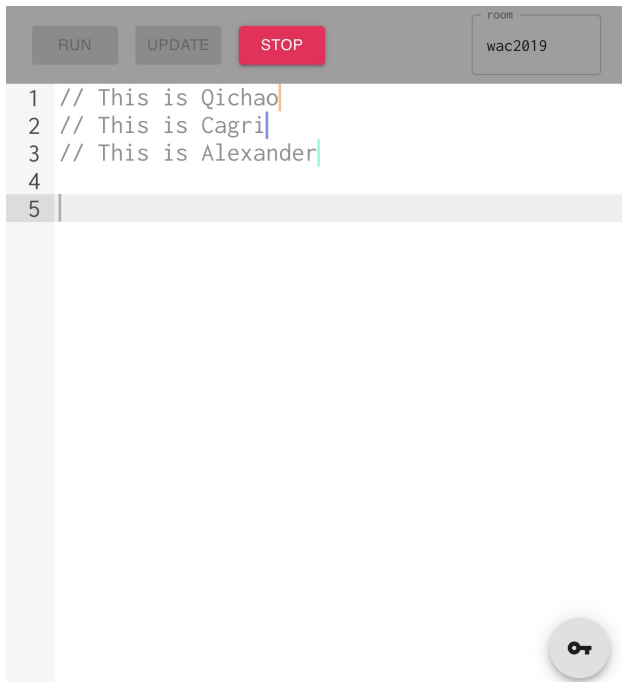 RUN UPDATE STOP
room
wac2019
1 // This is Qichao
2 // This is Cagri
3 // This is Alexander
4
5